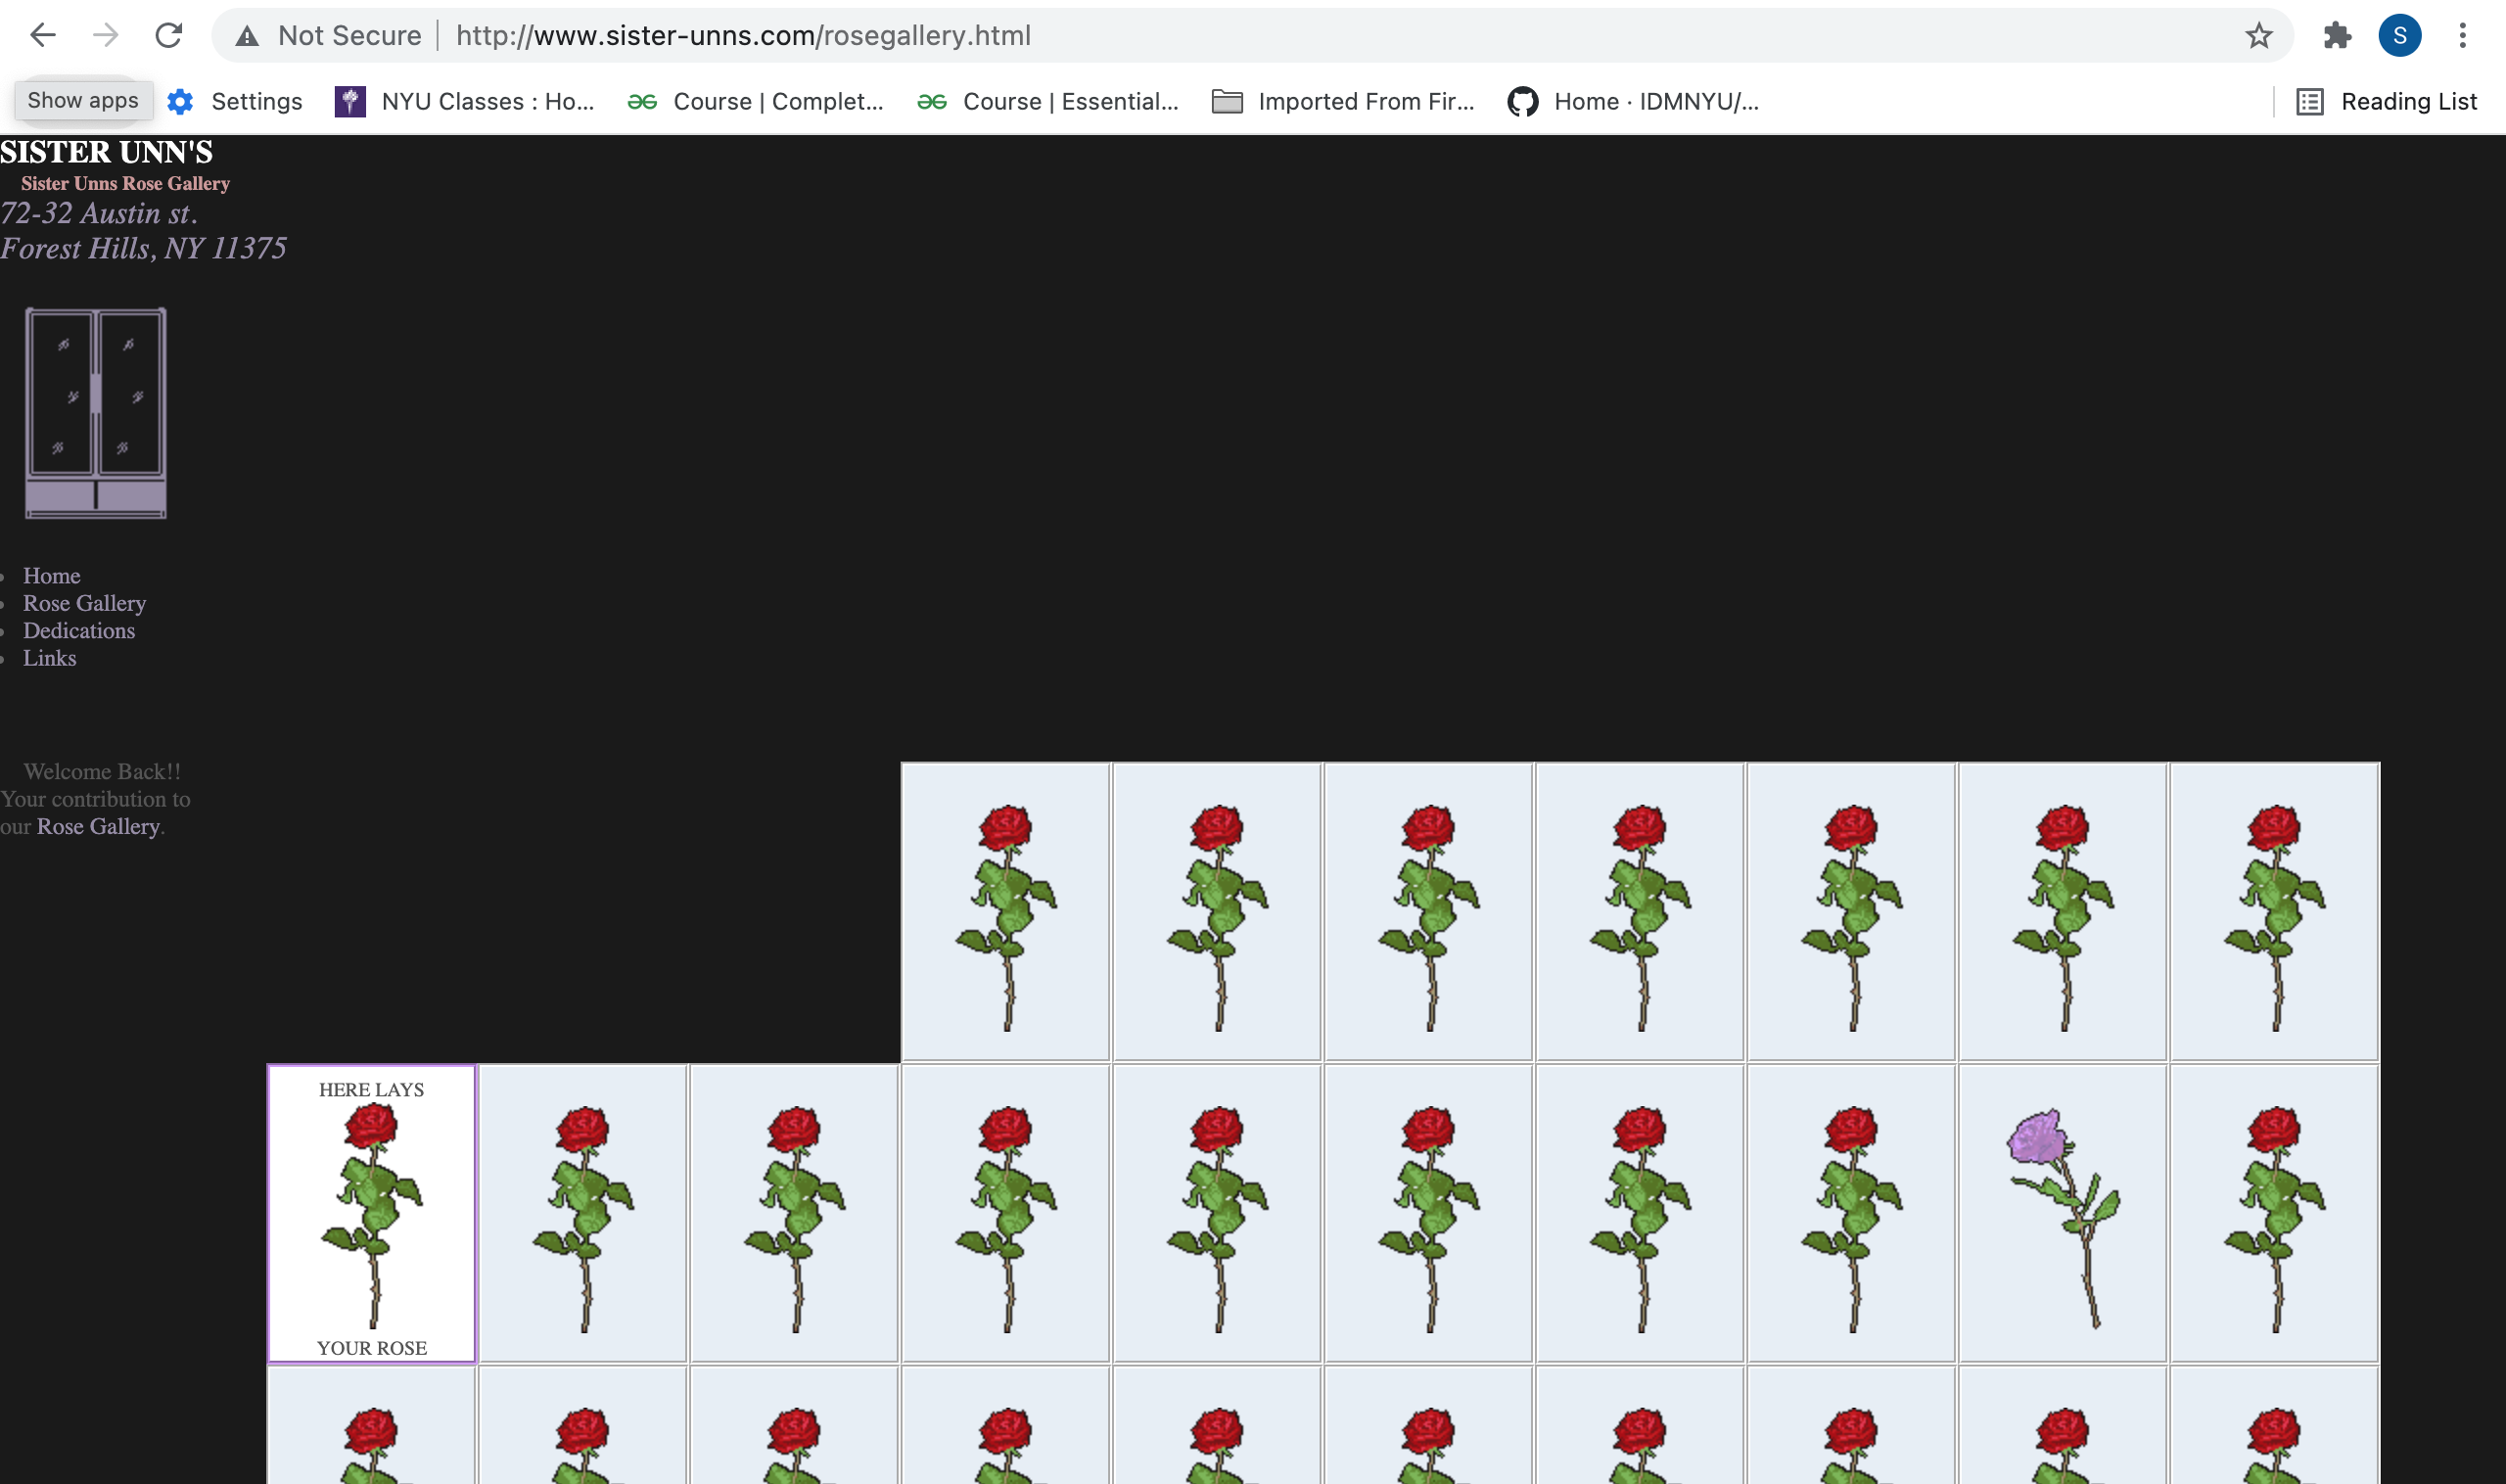 Not Secure http://www.sister-unns.com/rosegallery.html S
Show apps Settings NYU Classes : Ho... Course | Complet... Course | Essential... Imported From Fir... Home · IDMNYU/... Reading List
SISTER UNN'S
Sister Unns Rose Gallery
72-32 Austin st.
Forest Hills, NY 11375
Home
Rose Gallery
Dedications
Links
Welcome Back!!
Your contribution to
our Rose Gallery.
HERE LAYS
YOUR ROSE